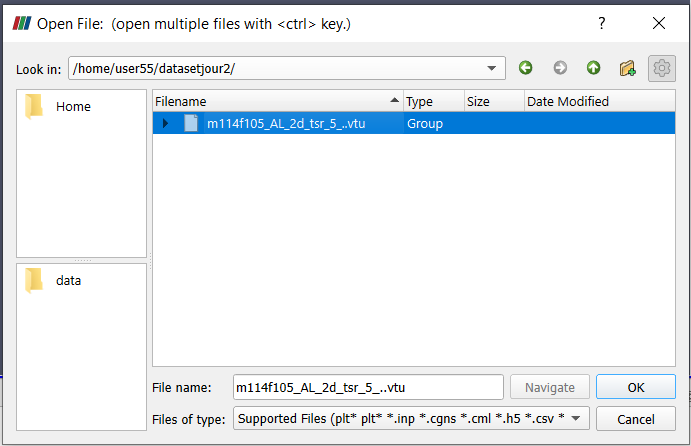 Open File: (open multiple files with <ctrl> key.)
Look in: /home/user55/datasetjour2/
Home
Filename Type Size Date Modified
m114f105_AL_2d_tsr_5_..vtu Group
data
File name: m114f105_AL_2d_tsr_5_..vtu Navigate OK
Files of type: Supported Files (plt* plt* *.inp *.cgns *.cml *.h5 *.csv * Cancel